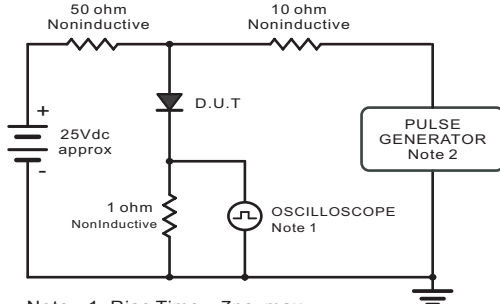 50 ohm
Noninductive
10 ohm
Noninductive
D.U.T
+
25Vdc
approx
-
PULSE
GENERATOR
Note 2
1 ohm
NonInductive
OSCILLOSCOPE
Note 1